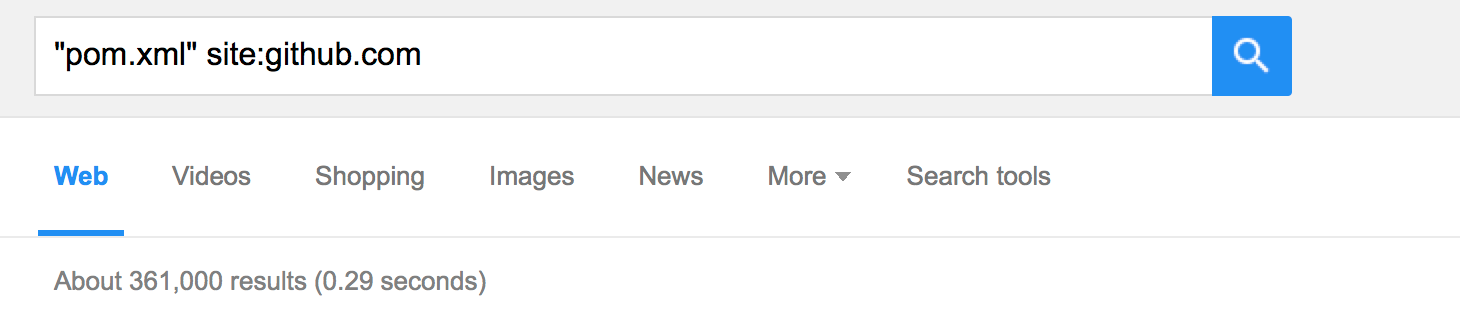 "pom.xml" site:github.com
Web Videos Shopping Images News More Search tools
About 361,000 results (0.29 seconds)